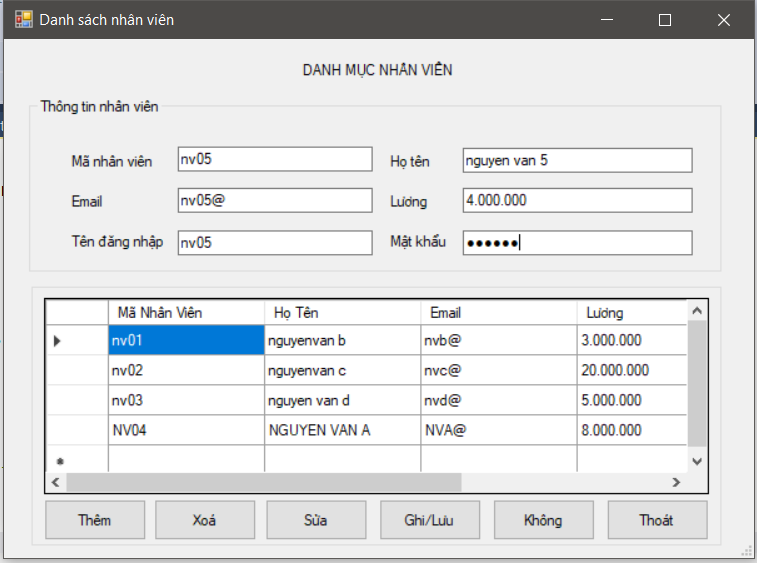 Danh sách nhân viên
DANH MỤC NHÂN VIÊN
Thông tin nhân viên
Mã nhân viên nv05 Họ tên nguyen van 5
Email nv05@ Lương 4.000.000
Tên đăng nhập nv05 Mật khẩu ●●●●●●
Mã Nhân Viên Họ Tên Email Lương
nv01 nguyenvan b nvb@ 3.000.000
nv02 nguyenvan c nvc@ 20.000.000
nv03 nguyen van d nvd@ 5.000.000
NV04 NGUYEN VAN A NVA@ 8.000.000
Thêm Xoá Sửa Ghi/Lưu Không Thoát